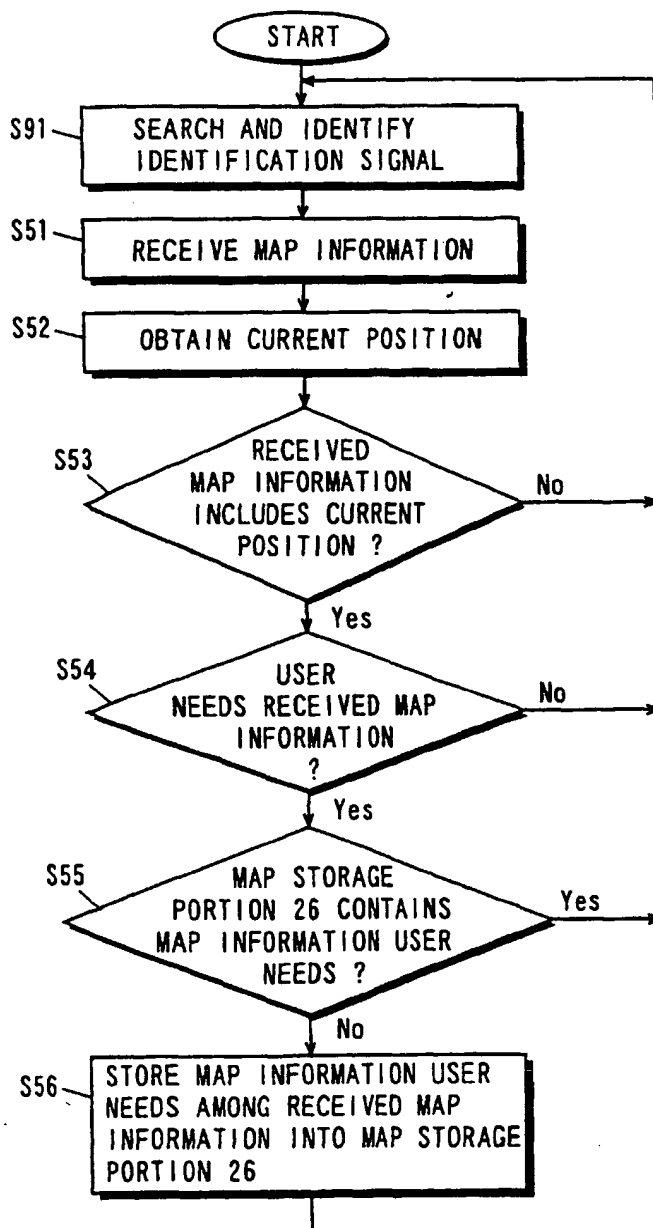 START
S91
SEARCH AND IDENTIFY
IDENTIFICATION SIGNAL
S51
RECEIVE MAP INFORMATION
S52
OBTAIN CURRENT POSITION
S53
RECEIVED
MAP INFORMATION
INCLUDES CURRENT
POSITION ?
No
Yes
S54
USER
NEEDS RECEIVED MAP
INFORMATION
?
No
Yes
S55
MAP STORAGE
PORTION 26 CONTAINS
MAP INFORMATION USER
NEEDS ?
Yes
No
S56
STORE MAP INFORMATION USER
NEEDS AMONG RECEIVED MAP
INFORMATION INTO MAP STORAGE
PORTION 26